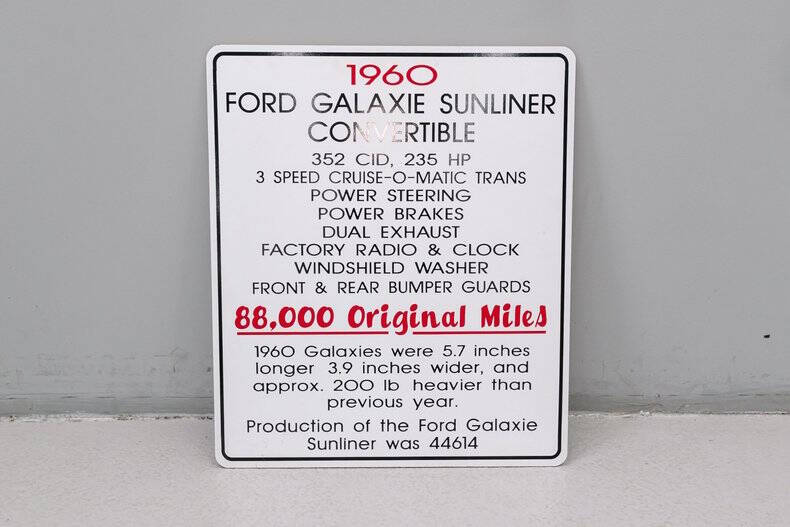 1960
FORD GALAXIE SUNLINER
CONVERTIBLE
352 CID, 235 HP
3 SPEED CRUISE-O-MATIC TRANS
POWER STEERING
POWER BRAKES
DUAL EXHAUST
FACTORY RADIO & CLOCK
WINDSHIELD WASHER
FRONT & REAR BUMPER GUARDS
88,000 Original Miles
1960 Galaxies were 5.7 inches
longer 3.9 inches wider, and
approx. 200 lb heavier than
previous year.
Production of the Ford Galaxie
Sunliner was 44614